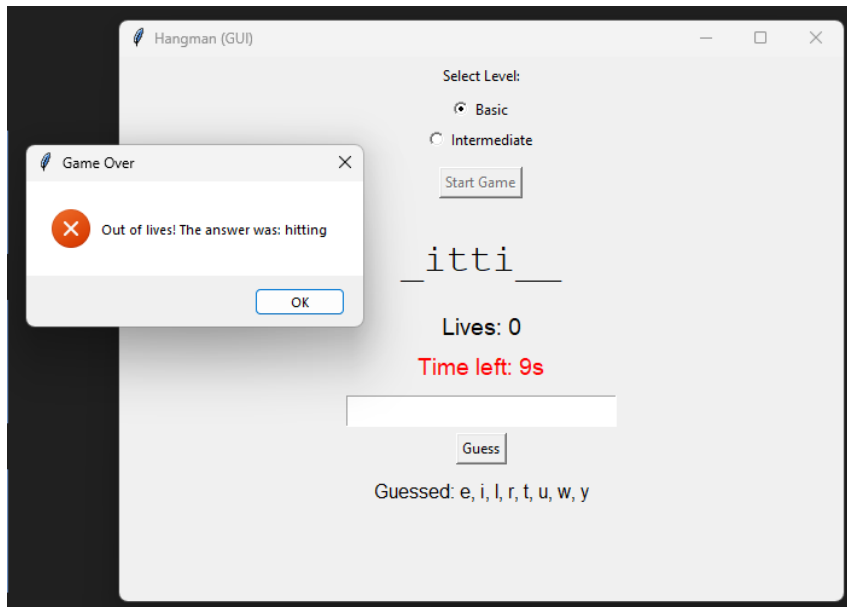 Hangman (GUI)
Select Level:
Basic
Intermediate
Start Game
Game Over
Out of lives! The answer was: hitting
OK
_itti__
Lives: 0
Time left: 9s
Guess
Guessed: e, i, l, r, t, u, w, y